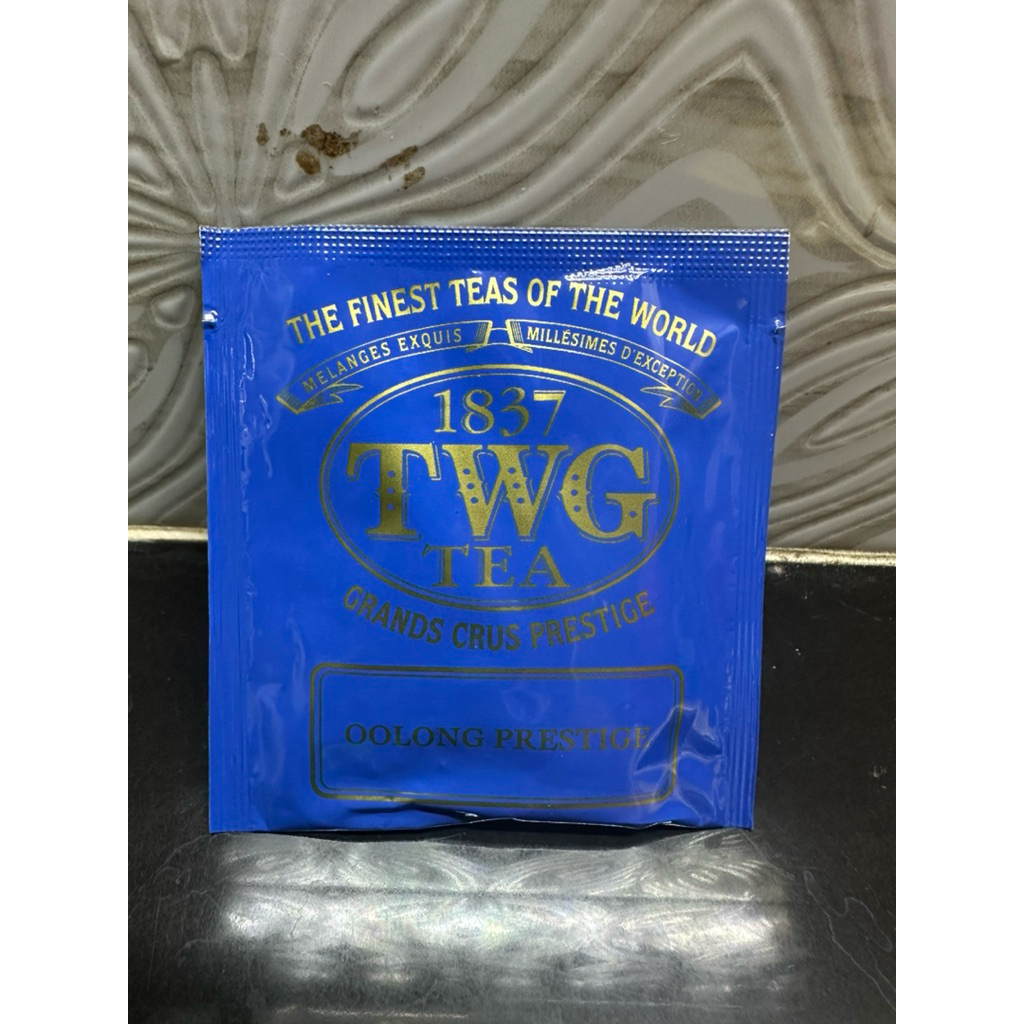 THE FINEST TEAS OF THE WORLD
MÉLANGES EXQUIS MILLÉSIMES D'EXCEPTION
1837
TWG
TEA
GRANDS CRUS PRESTIGE
OOLONG PRESTIGE